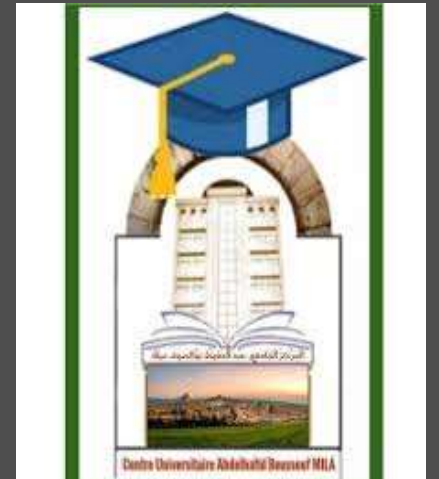 المركز الجامعي عبد الحفيظ بوالصوف ميلة
Centre Universitaire Abdelhafid Boussouf MILA